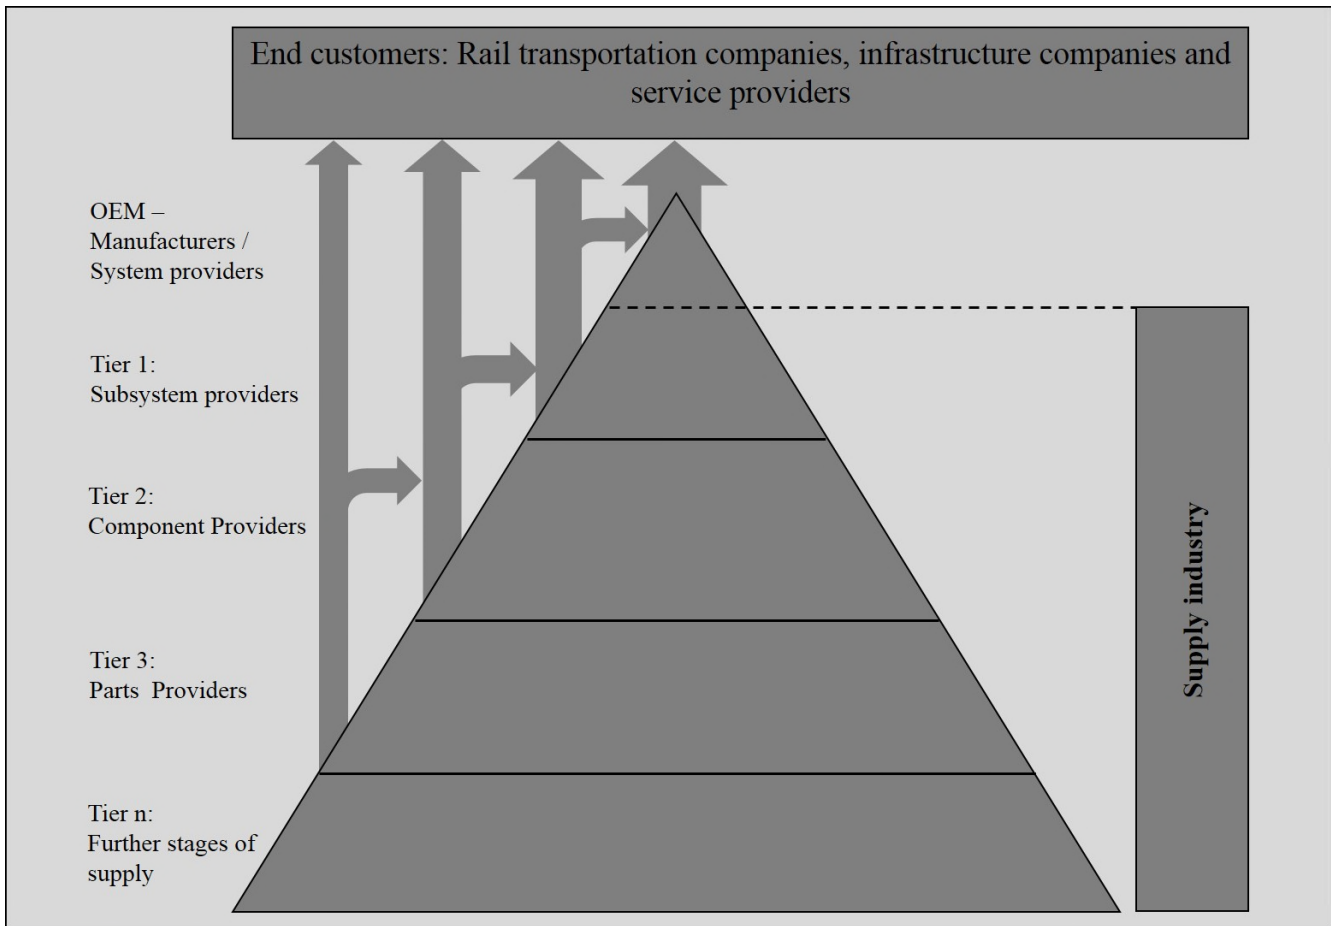 End customers: Rail transportation companies, infrastructure companies and
service providers
OEM –
Manufacturers /
System providers
Tier 1:
Subsystem providers
Tier 2:
Component Providers
Tier 3:
Parts  Providers
Tier n:
Further stages of
supply
Supply industry